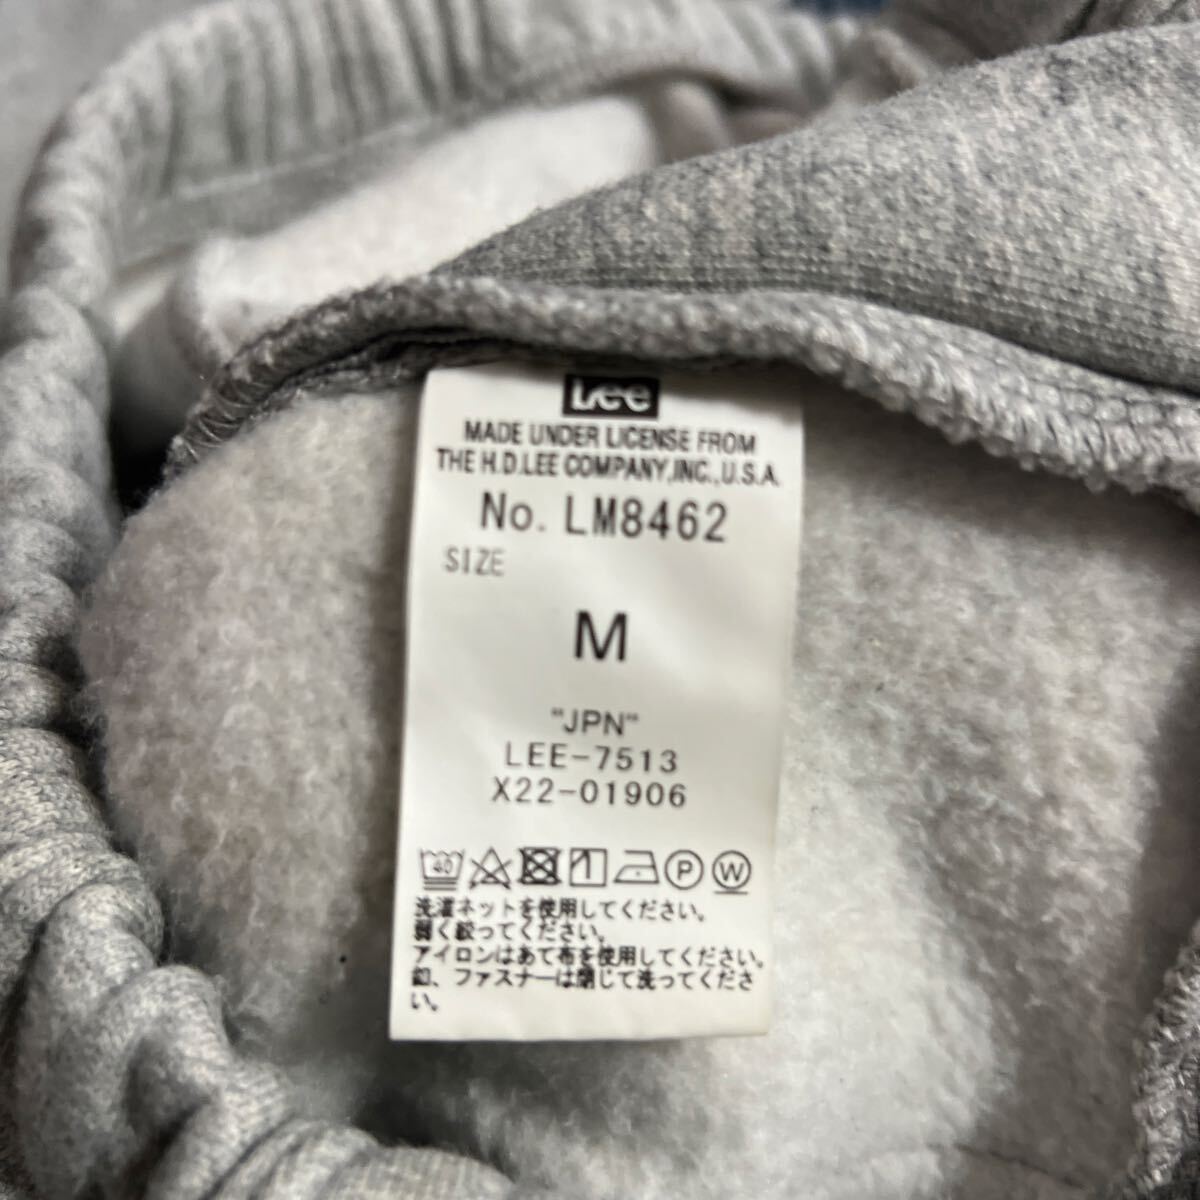 Lee
MADE UNDER LICENSE FROM
THE H.D.LEE COMPANY,INC.,U.S.A.
No. LM8462
SIZE
M
"JPN"
LEE-7513
X22-01906
40 P W
洗濯ネットを使用してください。
弱く絞ってください。
アイロンはあて布を使用してください。
釦、ファスナーは閉じて洗ってくださ
い。